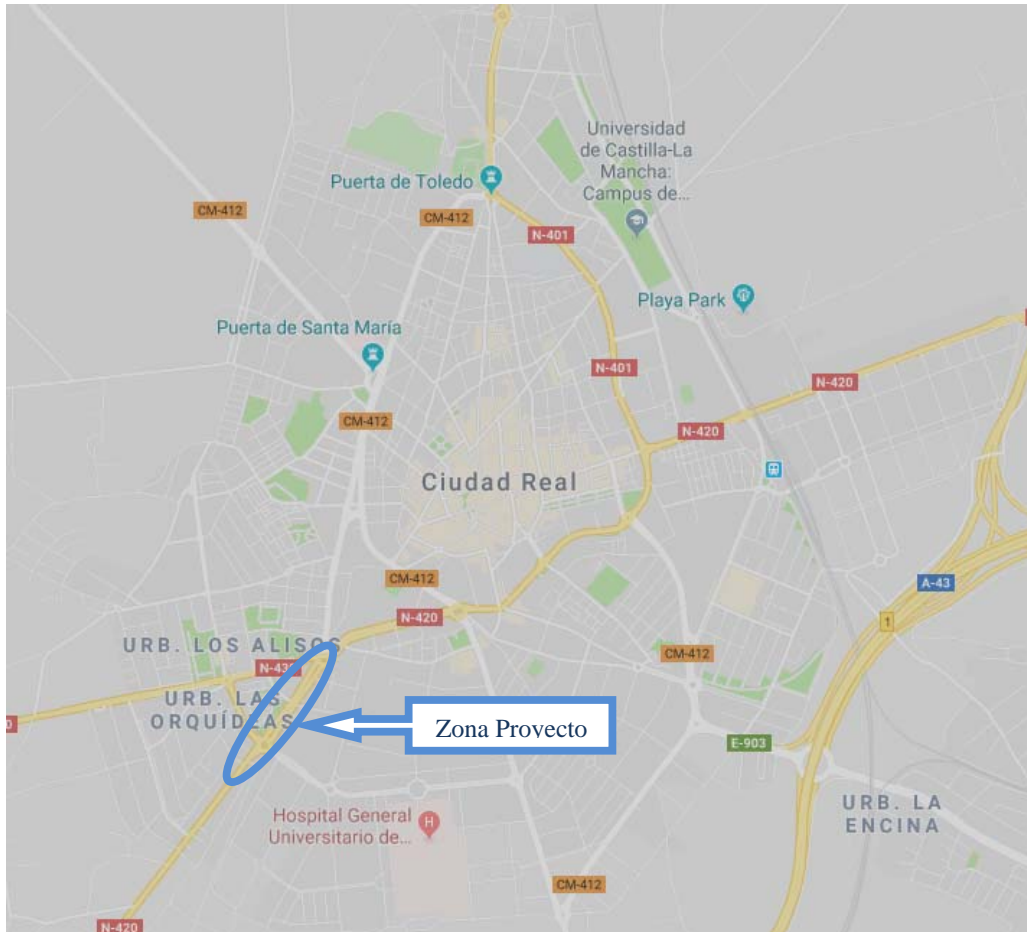 Universidad
de Castilla-La
Mancha:
Campus de...
Puerta de Toledo
CM-412
CM-412
N-401
Playa Park
Puerta de Santa María
N-401
N-420
CM-412
N-420
Ciudad Real
A-43
CM-412
1
N-420
URB. LOS ALISOS
CM-412
N-430
URB. LAS
ORQUÍDEAS
Zona Provecto
E-903
URB. LA
ENCINA
Hospital General
Universitario de...
H
CM-412
N-420